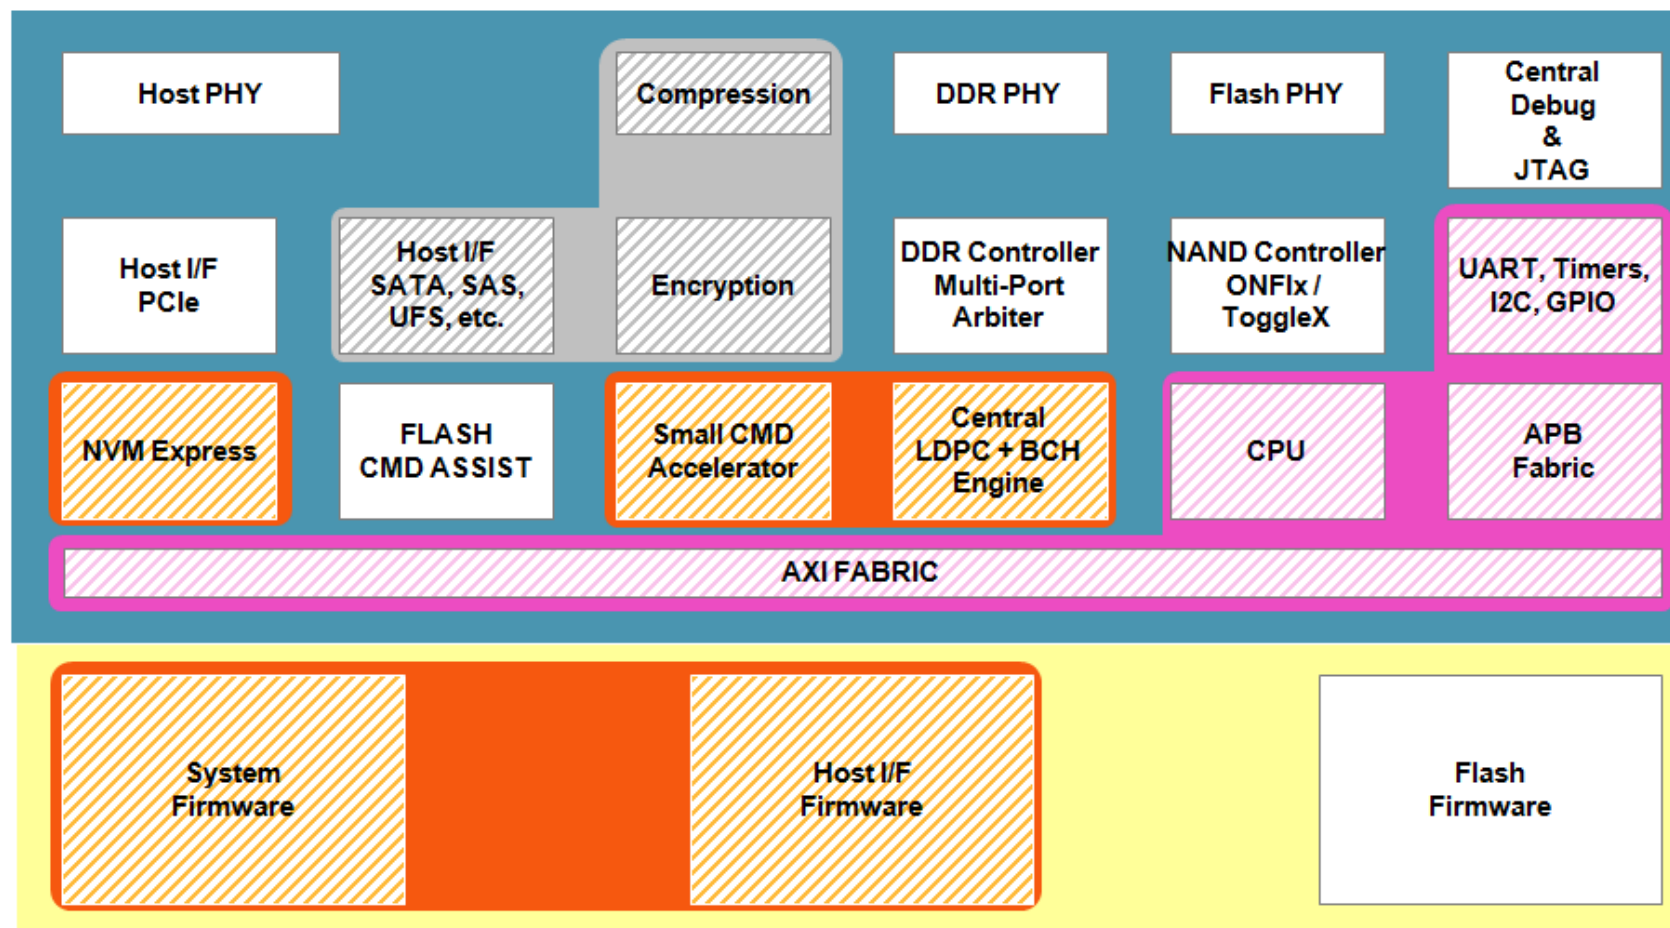 Host PHY
Compression
DDR PHY
Flash PHY
Central
Debug
&
JTAG
Host I/F
PCIe
Host I/F
SATA, SAS,
UFS, etc.
Encryption
DDR Controller
Multi-Port
Arbiter
NAND Controller
ONFIx /
ToggleX
UART, Timers,
I2C, GPIO
NVM Express
FLASH
CMD ASSIST
Small CMD
Accelerator
Central
LDPC + BCH
Engine
CPU
APB
Fabric
AXI FABRIC
System
Firmware
Host I/F
Firmware
Flash
Firmware